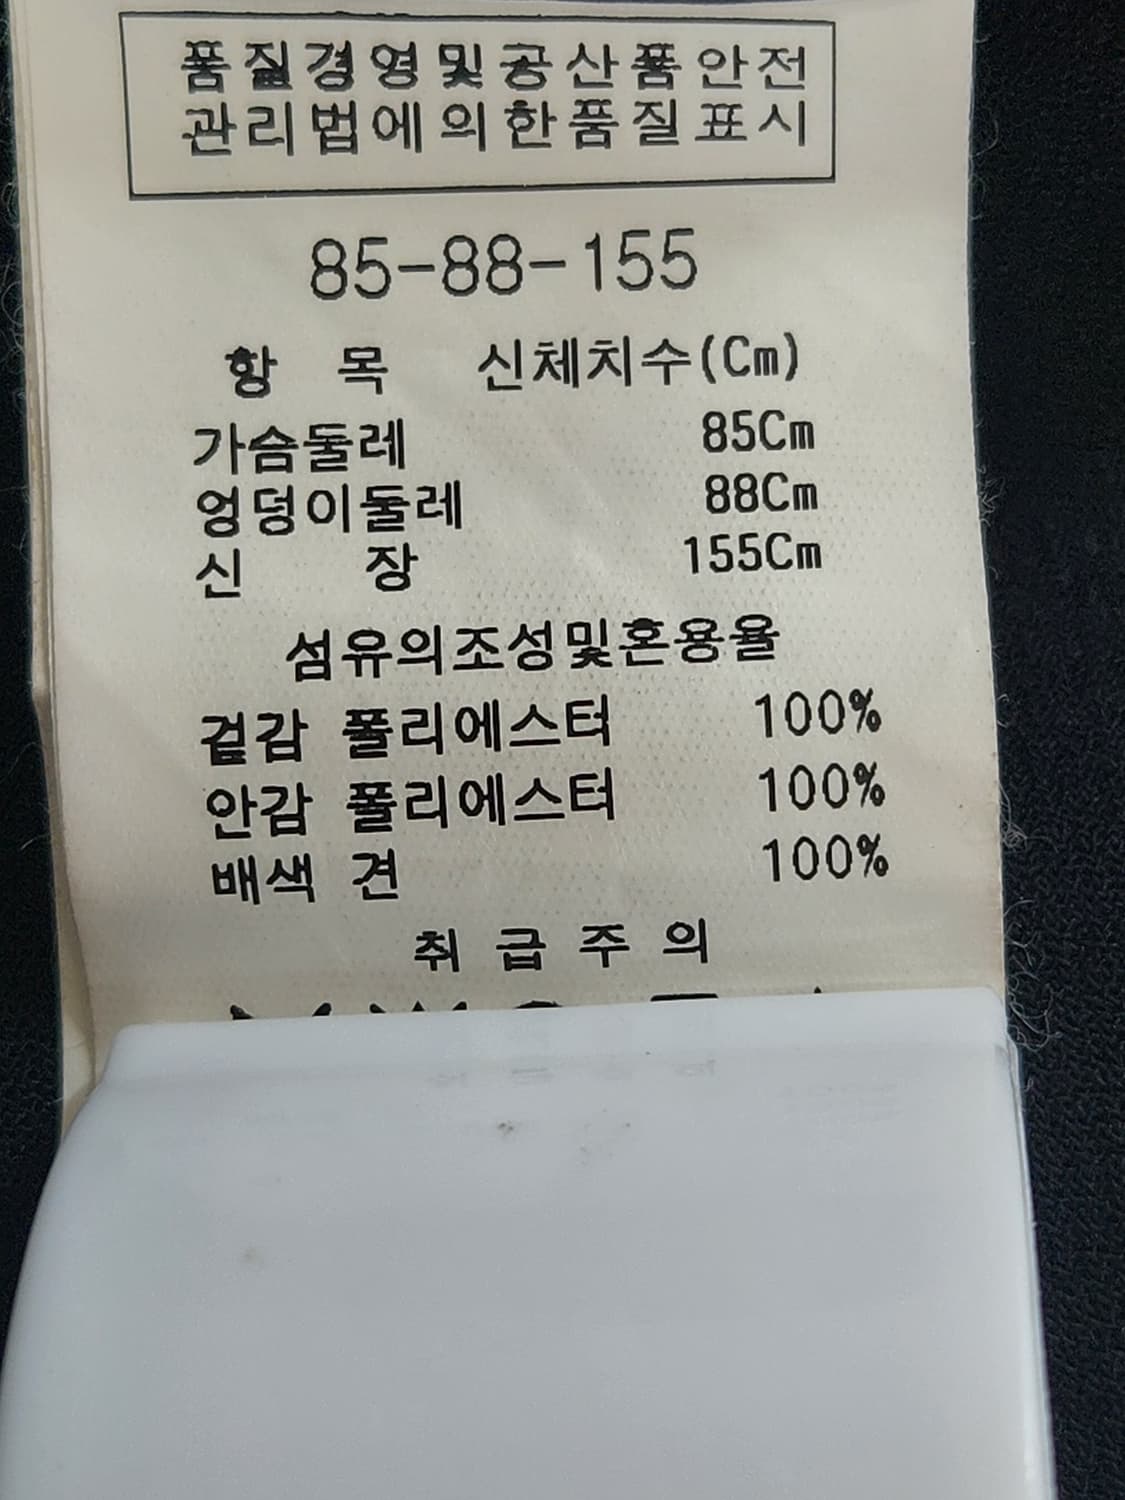 품질경영및공산품안전
관리법에의한품질표시
85-88-155
항 목 신체치수(Cm)
가슴둘레 85Cm
엉덩이둘레 88Cm
신 장 155Cm
섬유의조성및혼용율
겉감 폴리에스터 100%
안감 폴리에스터 100%
배색 견 100%
취급주의